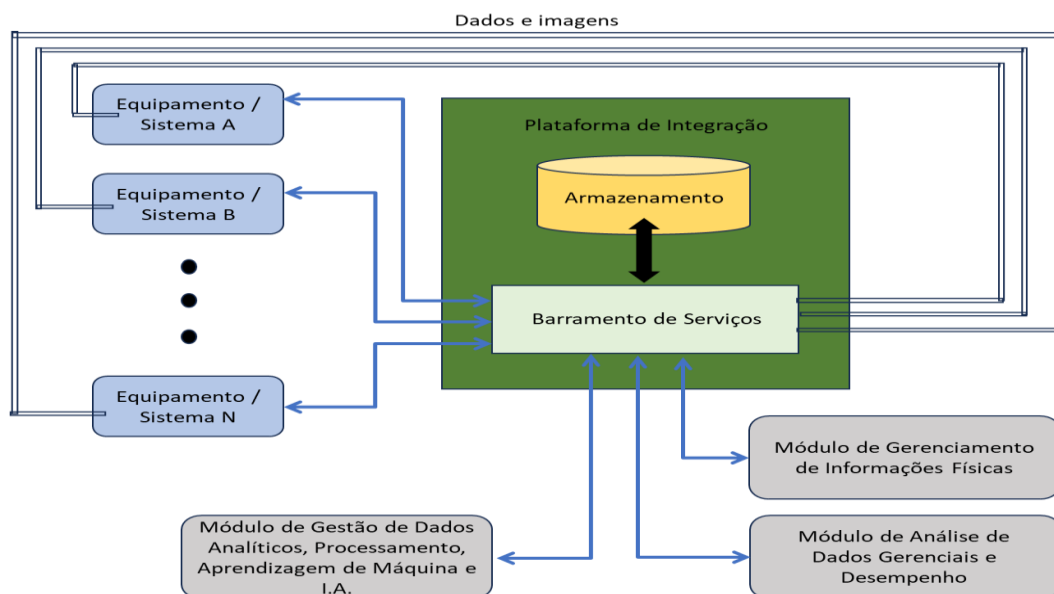 Dados e imagens
Equipamento /
Sistema A
Plataforma de Integração
Equipamento /
Sistema B
Armazenamento
Barramento de Serviços
Equipamento /
Sistema N
Módulo de Gerenciamento
de Informações Físicas
Módulo de Gestão de Dados
Analíticos, Processamento,
Aprendizagem de Máquina e
I.A.
Módulo de Análise de
Dados Gerenciais e
Desempenho